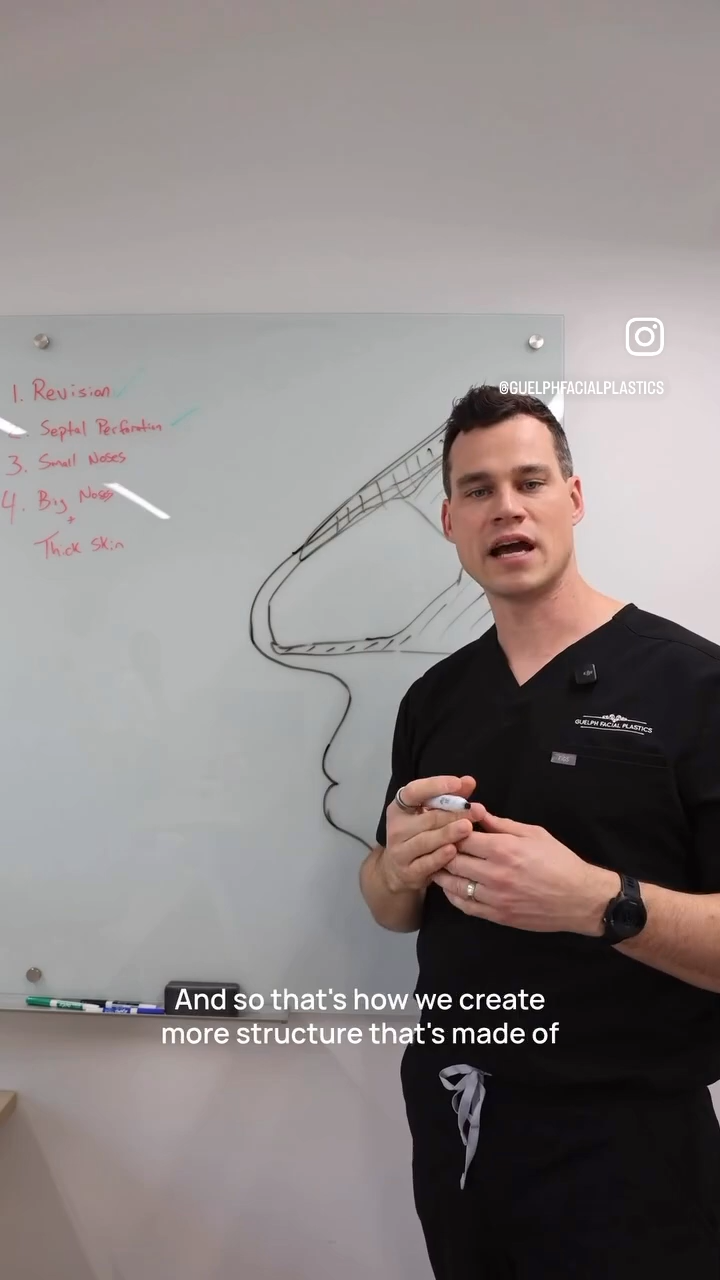 @GUELPHFACIALPLASTICS
1. Revision
Septal Perforation
3. Small Noses
4. Big Noses
+
Thick Skin
GUELPH FACIAL PLASTICS
And so that's how we create
more structure that's made of